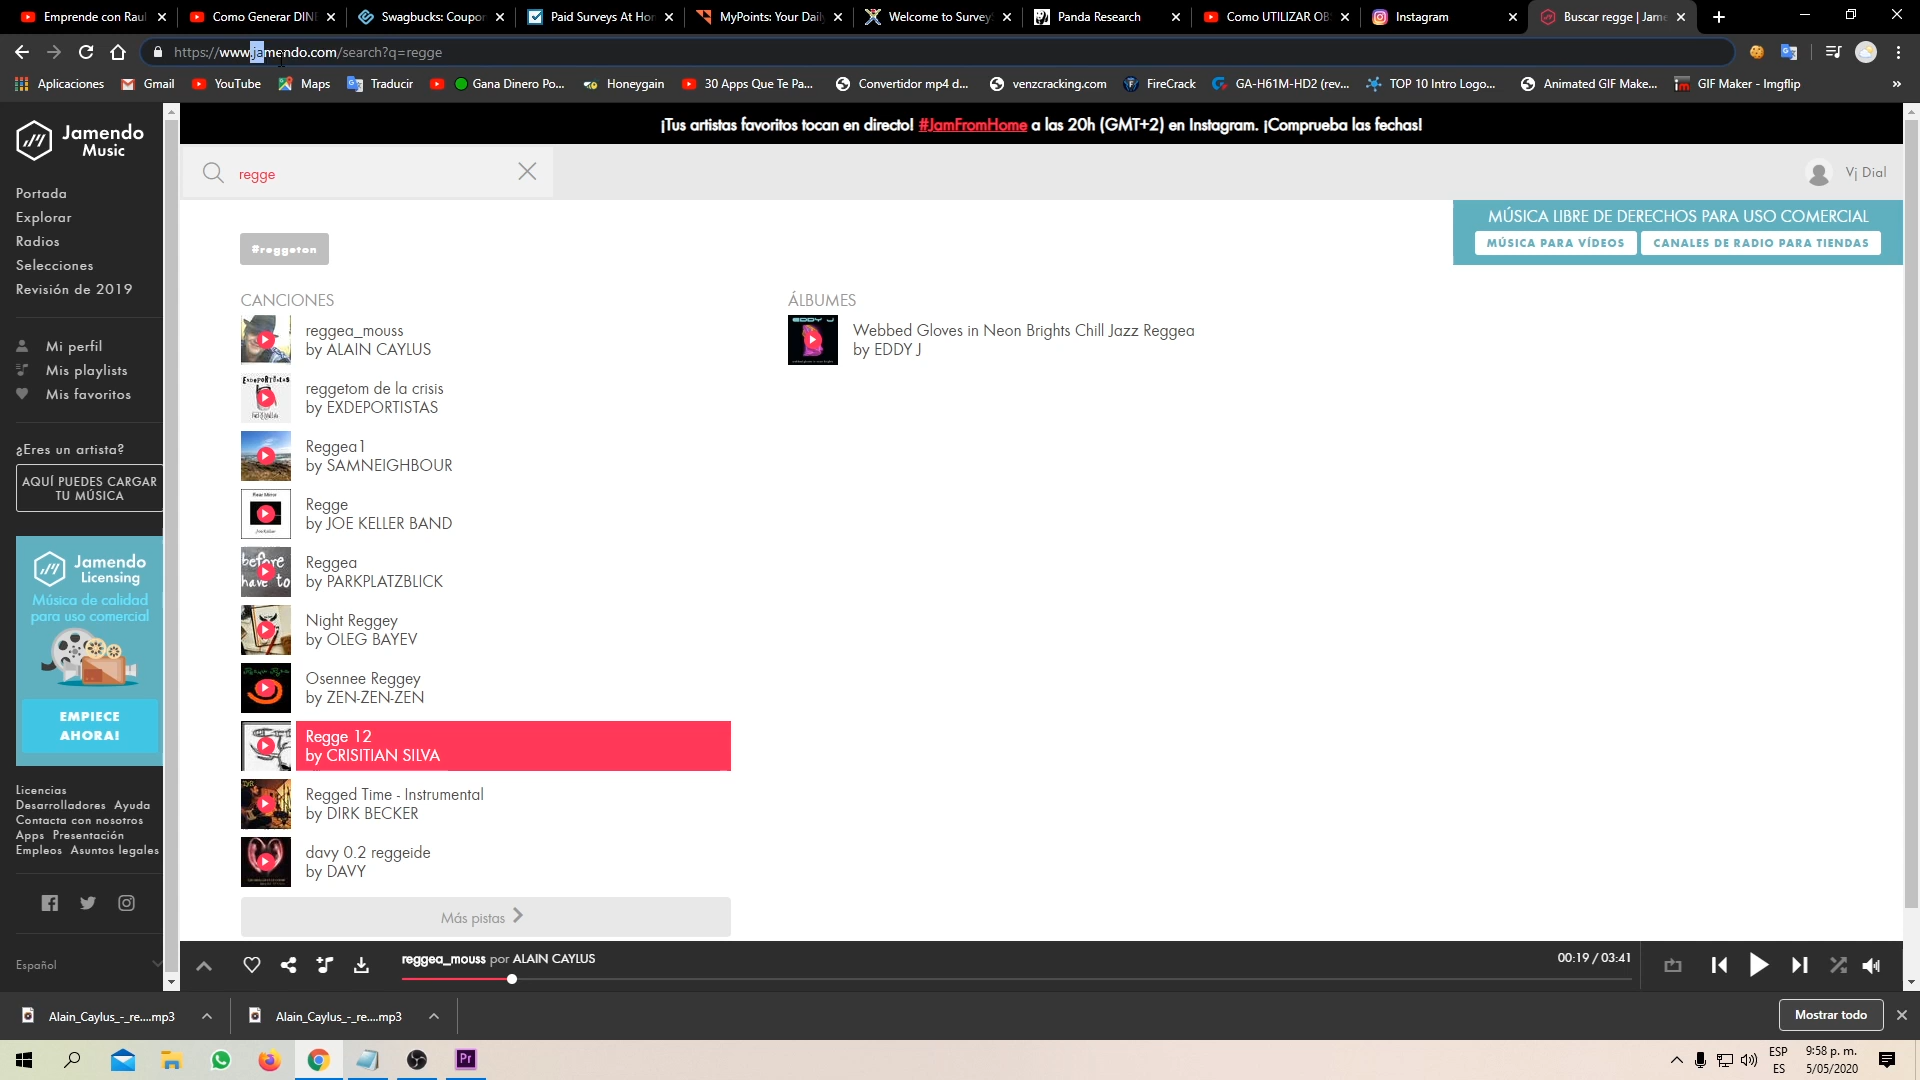 Emprende con Raul
Como Generar DINE
Swagbucks: Coupon
Paid Surveys At Hom
MyPoints: Your Daily
Welcome to Survey
Panda Research
Como UTILIZAR OBS
Instagram
Buscar regge | Jame
https://www.jamendo.com/search?q=regge
Aplicaciones
Gmail
YouTube
Maps
Traducir
Gana Dinero Po...
Honeygain
30 Apps Que Te Pa...
Convertidor mp4 d...
venzcracking.com
FireCrack
GA-H61M-HD2 (rev...
TOP 10 Intro Logo...
Animated GIF Make...
GIF Maker - Imgflip
»
Jamendo
Music
¡Tus artistas favoritos tocan en directo! #JamFromHome a las 20h (GMT+2) en Instagram. ¡Comprueba las fechas!
regge
Vj Dial
Portada
Explorar
Radios
Selecciones
Revisión de 2019
Mi perfil
Mis playlists
Mis favoritos
¿Eres un artista?
AQUÍ PUEDES CARGAR
TU MÚSICA
Jamendo
Licensing
Música de calidad
para uso comercial
EMPIECE
AHORA!
Licencias
Desarrolladores Ayuda
Contacta con nosotros
Apps Presentación
Empleos Asuntos legales
Español
MÚSICA LIBRE DE DERECHOS PARA USO COMERCIAL
MÚSICA PARA VÍDEOS
CANALES DE RADIO PARA TIENDAS
#reggeton
CANCIONES
reggea_mouss
by ALAIN CAYLUS
EXDEPORTISTAS
reggetom de la crisis
by EXDEPORTISTAS
Reggea1
by SAMNEIGHBOUR
Regge
by JOE KELLER BAND
before
have to
Reggea
by PARKPLATZBLICK
Night Reggey
by OLEG BAYEV
Osennee Reggey
by ZEN-ZEN-ZEN
Regge 12
by CRISITIAN SILVA
Regged Time - Instrumental
by DIRK BECKER
davy 0.2 reggeide
by DAVY
Más pistas
ÁLBUMES
EDDY J
Webbed Gloves in Neon Brights Chill Jazz Reggea
by EDDY J
reggea_mouss por ALAIN CAYLUS
00:19 / 03:41
Alain_Caylus_-_re....mp3
Alain_Caylus_-_re....mp3
Mostrar todo
Pr
ESP
ES
9:58 p. m.
5/05/2020